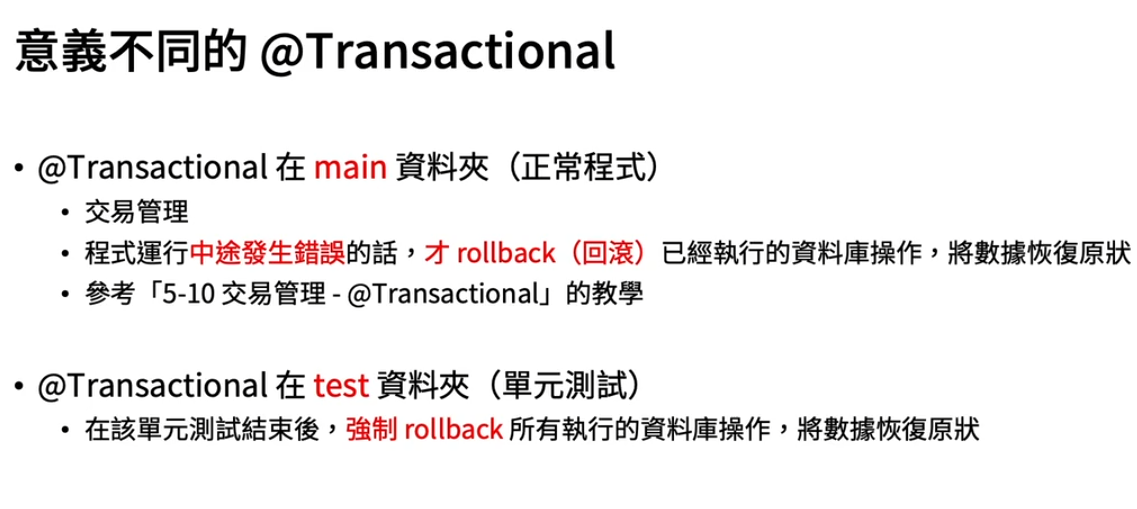 意義不同的 @Transactional
• @Transactional 在 main 資料夾（正常程式）
• 交易管理
• 程式運行中途發生錯誤的話，才 rollback（回滾）已經執行的資料庫操作，將數據恢復原狀
• 參考「5-10 交易管理 - @Transactional」的教學
• @Transactional 在 test 資料夾（單元測試）
• 在該單元測試結束後，強制 rollback 所有執行的資料庫操作，將數據恢復原狀